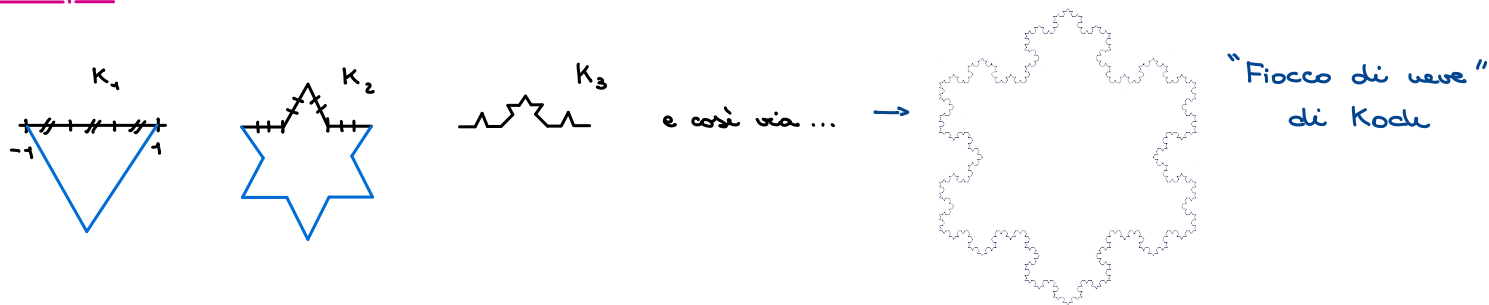 K₁
K₂
K₃
-1
1
e così via ...
"Fiocco di neve"
di Koch